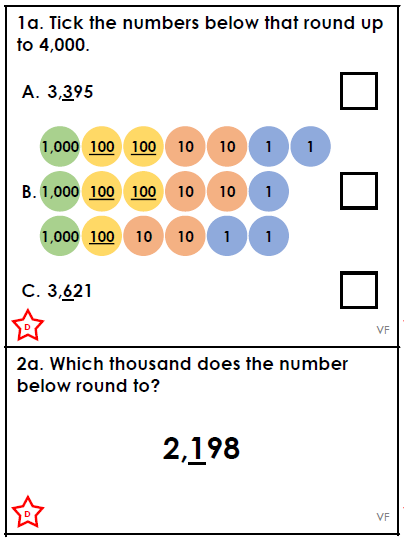 1a. Tick the numbers below that round up
to 4,000.
A. 3,395
1,000 100 100 10 10 1 1
B. 1,000 100 100 10 10 1
1,000 100 10 10 1 1
C. 3,621
D
VF
2a. Which thousand does the number
below round to?
2,198
D
VF